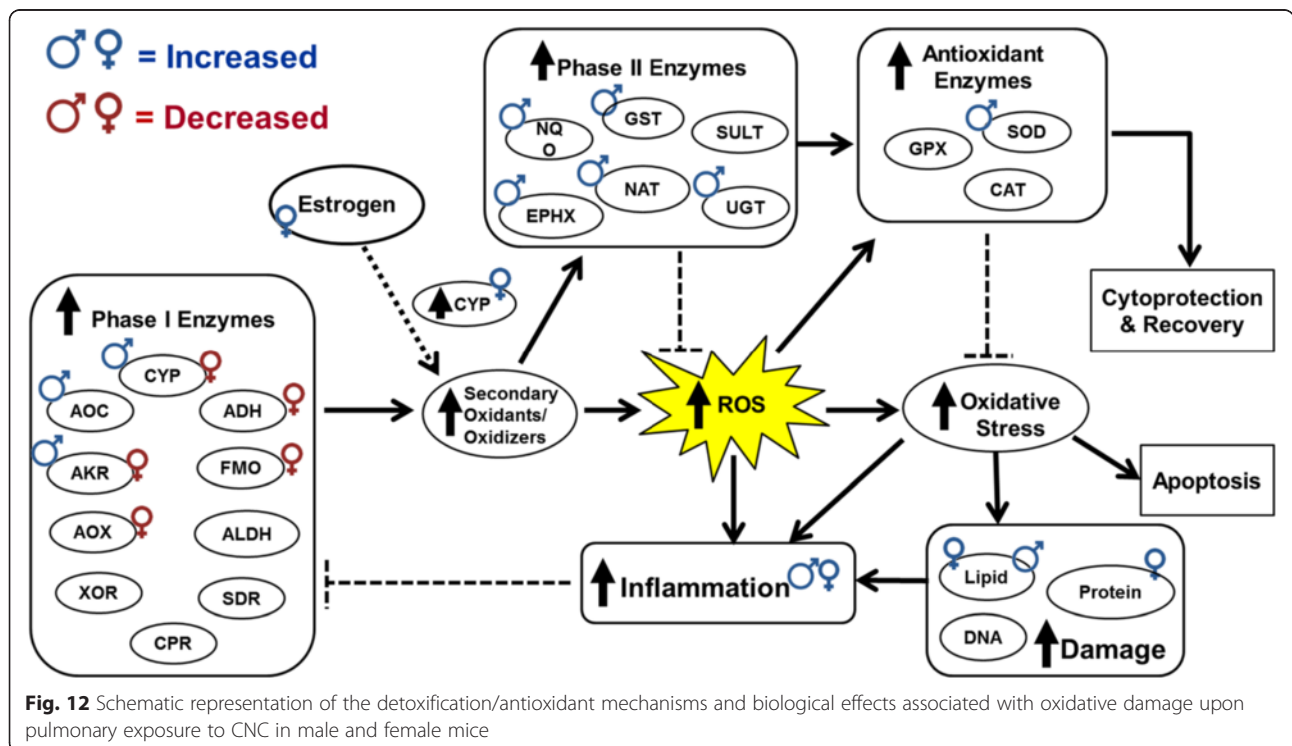 ♂♀ = Increased
♂♀ = Decreased
Estrogen
Phase I Enzymes
CYP
AOC
ADH
AKR
FMO
AOX
ALDH
XOR
SDR
CPR
CYP
Secondary
Oxidants/
Oxidizers
Phase II Enzymes
NQ
O
GST
SULT
EPHX
NAT
UGT
Antioxidant
Enzymes
GPX
SOD
CAT
ROS
Oxidative
Stress
Cytoprotection
& Recovery
Apoptosis
Inflammation
Lipid
Protein
DNA
Damage
Fig. 12 Schematic representation of the detoxification/antioxidant mechanisms and biological effects associated with oxidative damage upon
pulmonary exposure to CNC in male and female mice